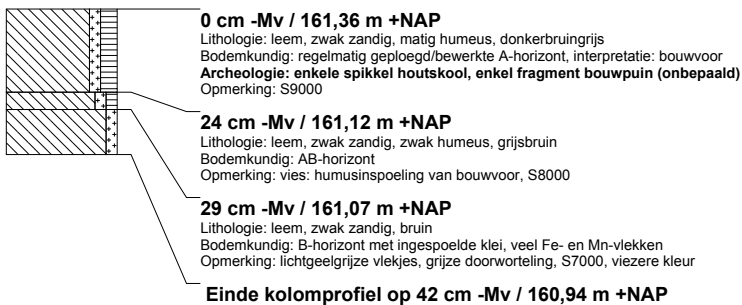 0 cm -Mv / 161,36 m +NAP
Lithologie: leem, zwak zandig, matig humeus, donkerbruingrijs
Bodemkundig: regelmatig geploegd/bewerkte A-horizont, interpretatie: bouwvoor
Archeologie: enkele spikkel houtskool, enkel fragment bouwpuin (onbepaald)
Opmerking: S9000
24 cm -Mv / 161,12 m +NAP
Lithologie: leem, zwak zandig, zwak humeus, grijsbruin
Bodemkundig: AB-horizont
Opmerking: vies: humusinspoeling van bouwvoor, S8000
29 cm -Mv / 161,07 m +NAP
Lithologie: leem, zwak zandig, bruin
Bodemkundig: B-horizont met ingespoelde klei, veel Fe- en Mn-vlekken
Opmerking: lichtgeelgrijze vlekjes, grijze doorworteling, S7000, viezere kleur
Einde kolomprofiel op 42 cm -Mv / 160,94 m +NAP